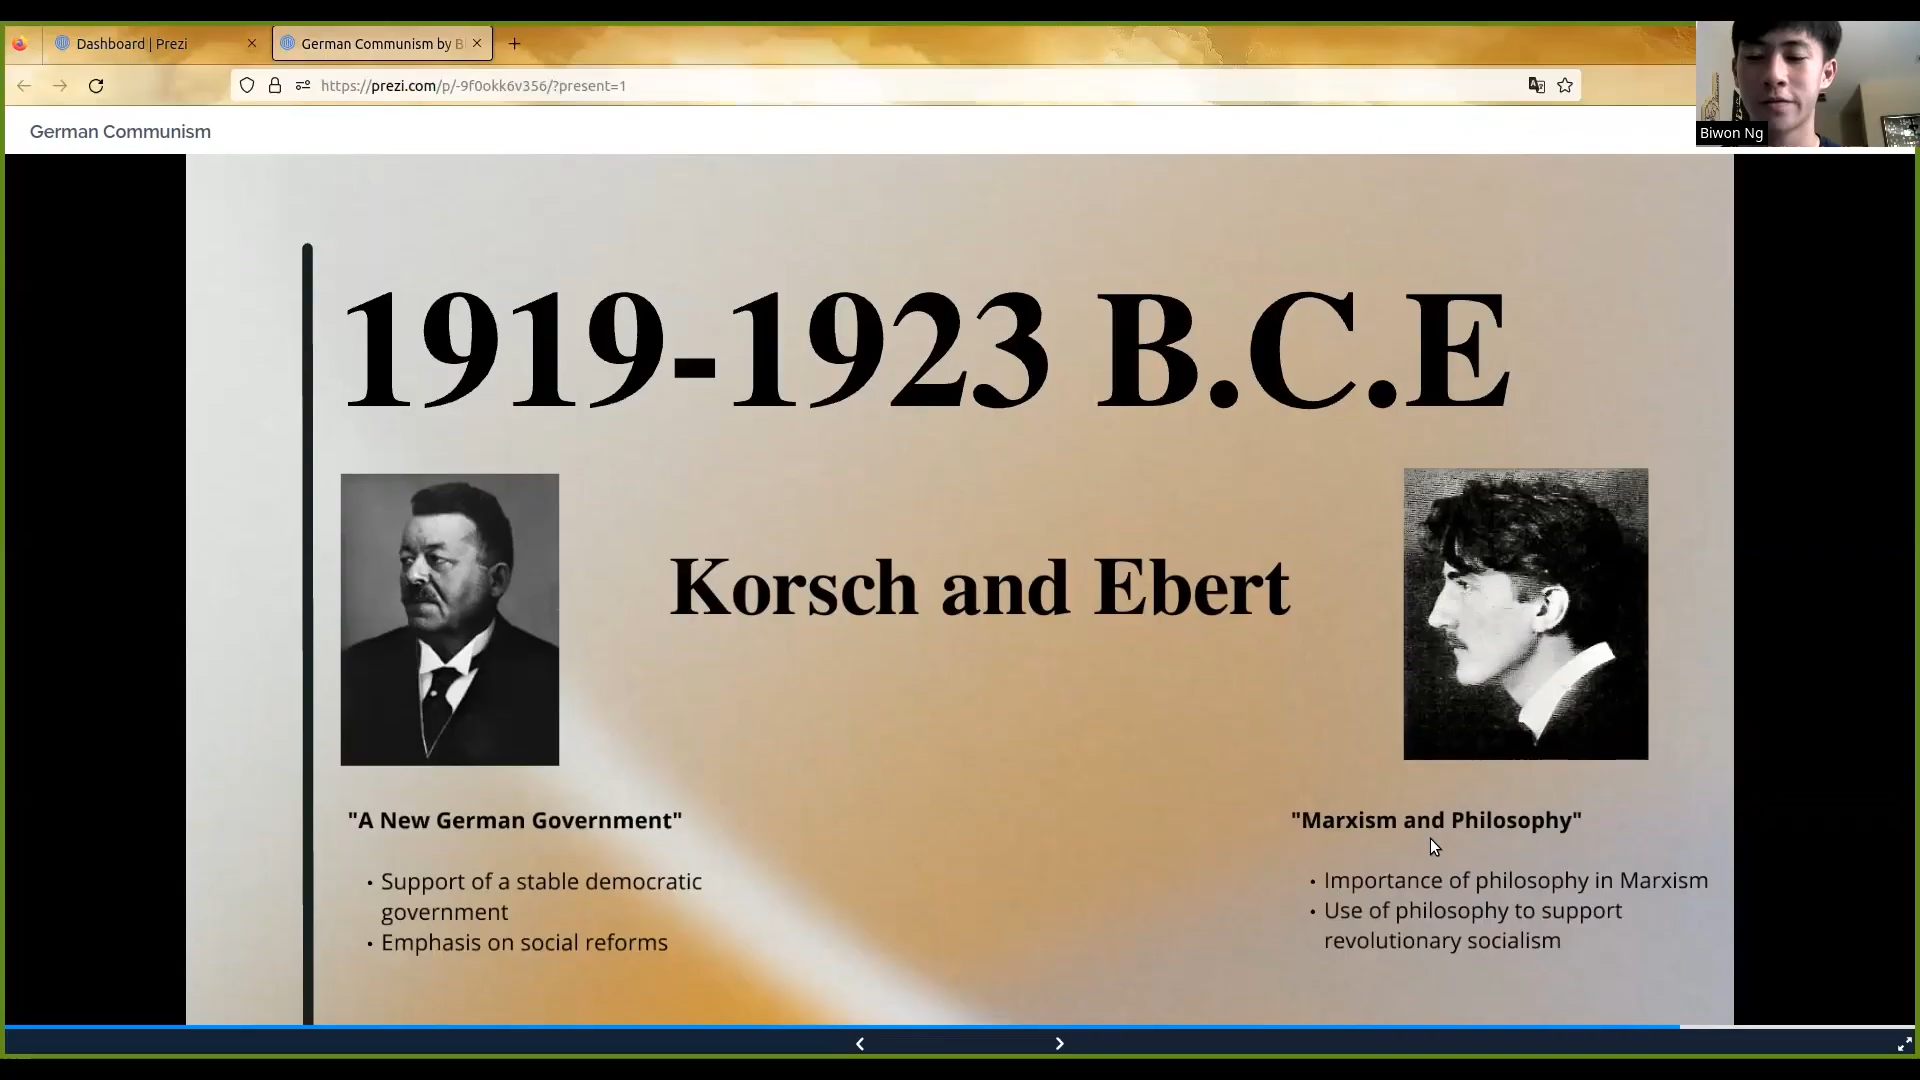 Dashboard | Prezi
German Communism by B
https://prezi.com/p/-9f0okk6v356/?present=1
German Communism
Biwon Ng
1919-1923 B.C.E
Korsch and Ebert
"A New German Government"
• Support of a stable democratic
government
• Emphasis on social reforms
"Marxism and Philosophy"
• Importance of philosophy in Marxism
• Use of philosophy to support
revolutionary socialism